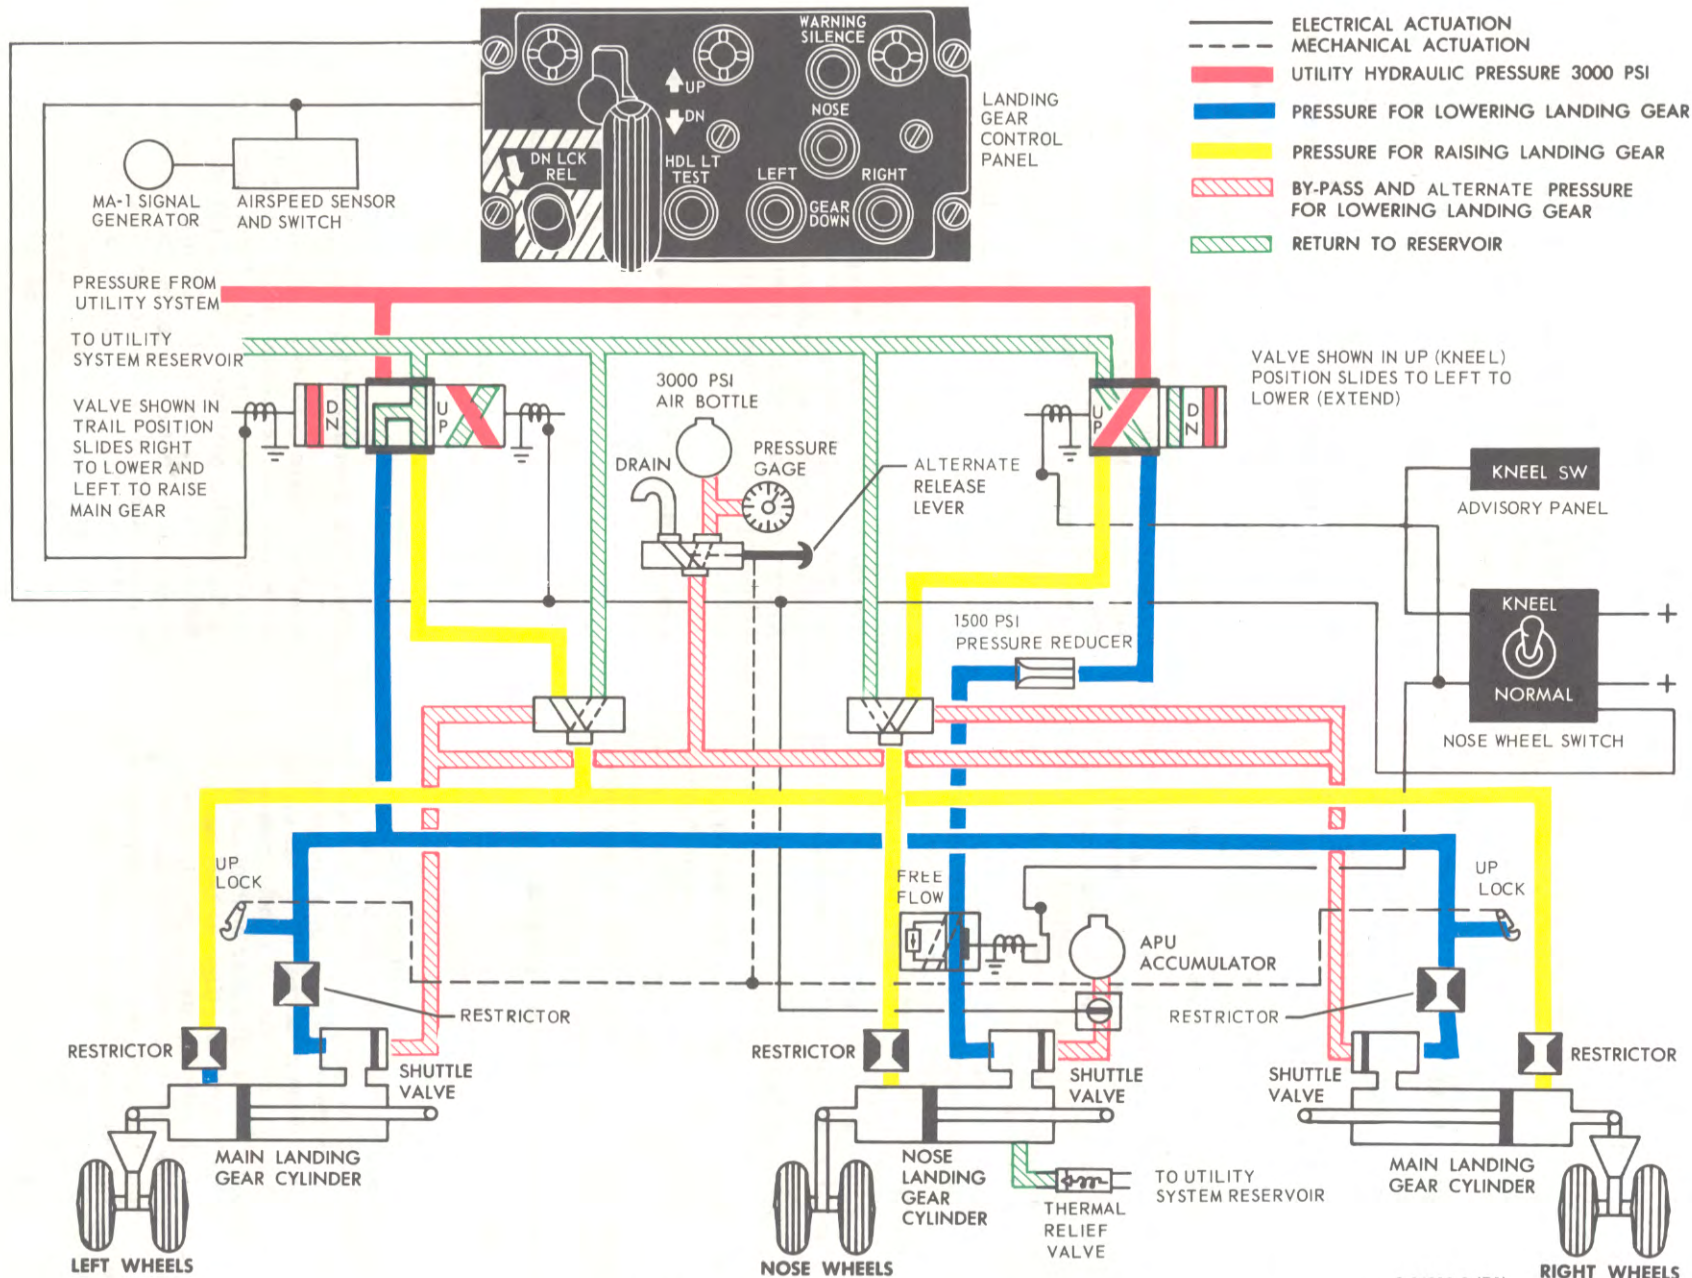 WARNING
SILENCE
UP
DN
NOSE
DN LCK
REL
HDL LT
TEST
LEFT
RIGHT
GEAR
DOWN
LANDING
GEAR
CONTROL
PANEL
ELECTRICAL ACTUATION
MECHANICAL ACTUATION
UTILITY HYDRAULIC PRESSURE 3000 PSI
PRESSURE FOR LOWERING LANDING GEAR
PRESSURE FOR RAISING LANDING GEAR
BY-PASS AND ALTERNATE PRESSURE
FOR LOWERING LANDING GEAR
RETURN TO RESERVOIR
MA-1 SIGNAL
GENERATOR
AIRSPEED SENSOR
AND SWITCH
PRESSURE FROM
UTILITY SYSTEM
TO UTILITY
SYSTEM RESERVOIR
VALVE SHOWN IN
TRAIL POSITION
SLIDES RIGHT
TO LOWER AND
LEFT TO RAISE
MAIN GEAR
DN
UP
3000 PSI
AIR BOTTLE
DRAIN
PRESSURE
GAGE
ALTERNATE
RELEASE
LEVER
UP
DN
VALVE SHOWN IN UP (KNEEL)
POSITION SLIDES TO LEFT TO
LOWER (EXTEND)
KNEEL SW
ADVISORY PANEL
KNEEL
NORMAL
+
+
NOSE WHEEL SWITCH
1500 PSI
PRESSURE REDUCER
UP
LOCK
FREE
FLOW
UP
LOCK
APU
ACCUMULATOR
RESTRICTOR
RESTRICTOR
RESTRICTOR
SHUTTLE
VALVE
RESTRICTOR
SHUTTLE
VALVE
SHUTTLE
VALVE
RESTRICTOR
MAIN LANDING
GEAR CYLINDER
NOSE
LANDING
GEAR
CYLINDER
THERMAL
RELIEF
VALVE
TO UTILITY
SYSTEM RESERVOIR
MAIN LANDING
GEAR CYLINDER
LEFT WHEELS
NOSE WHEELS
RIGHT WHEELS